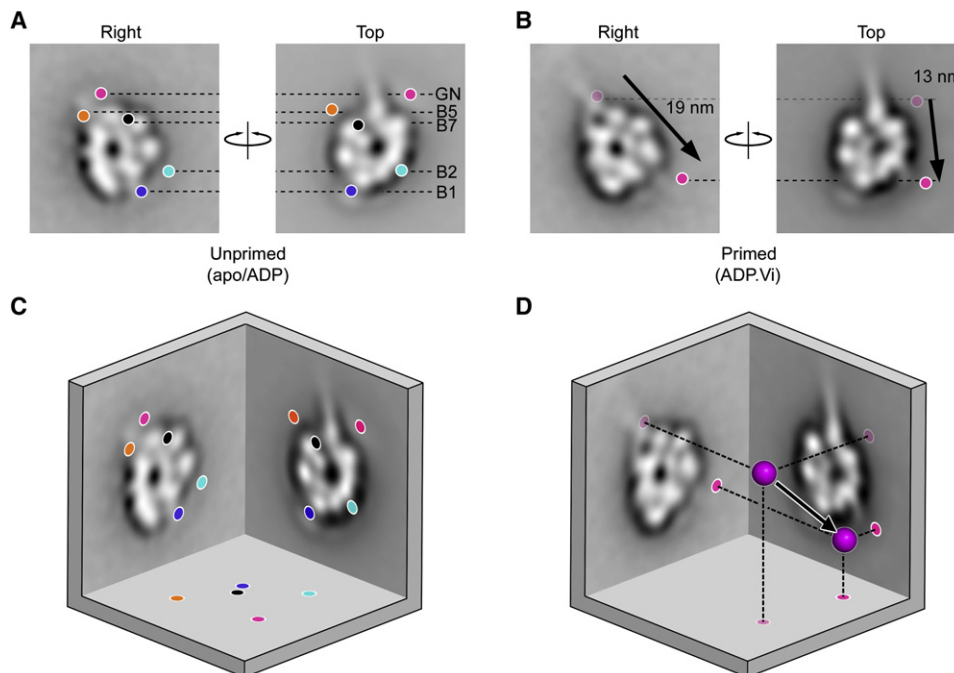 A
Right
Top
GN
B5
B7
B2
B1
Unprimed
(apo/ADP)
B
Right
Top
19 nm
13 nm
Primed
(ADP.Vi)
C
D